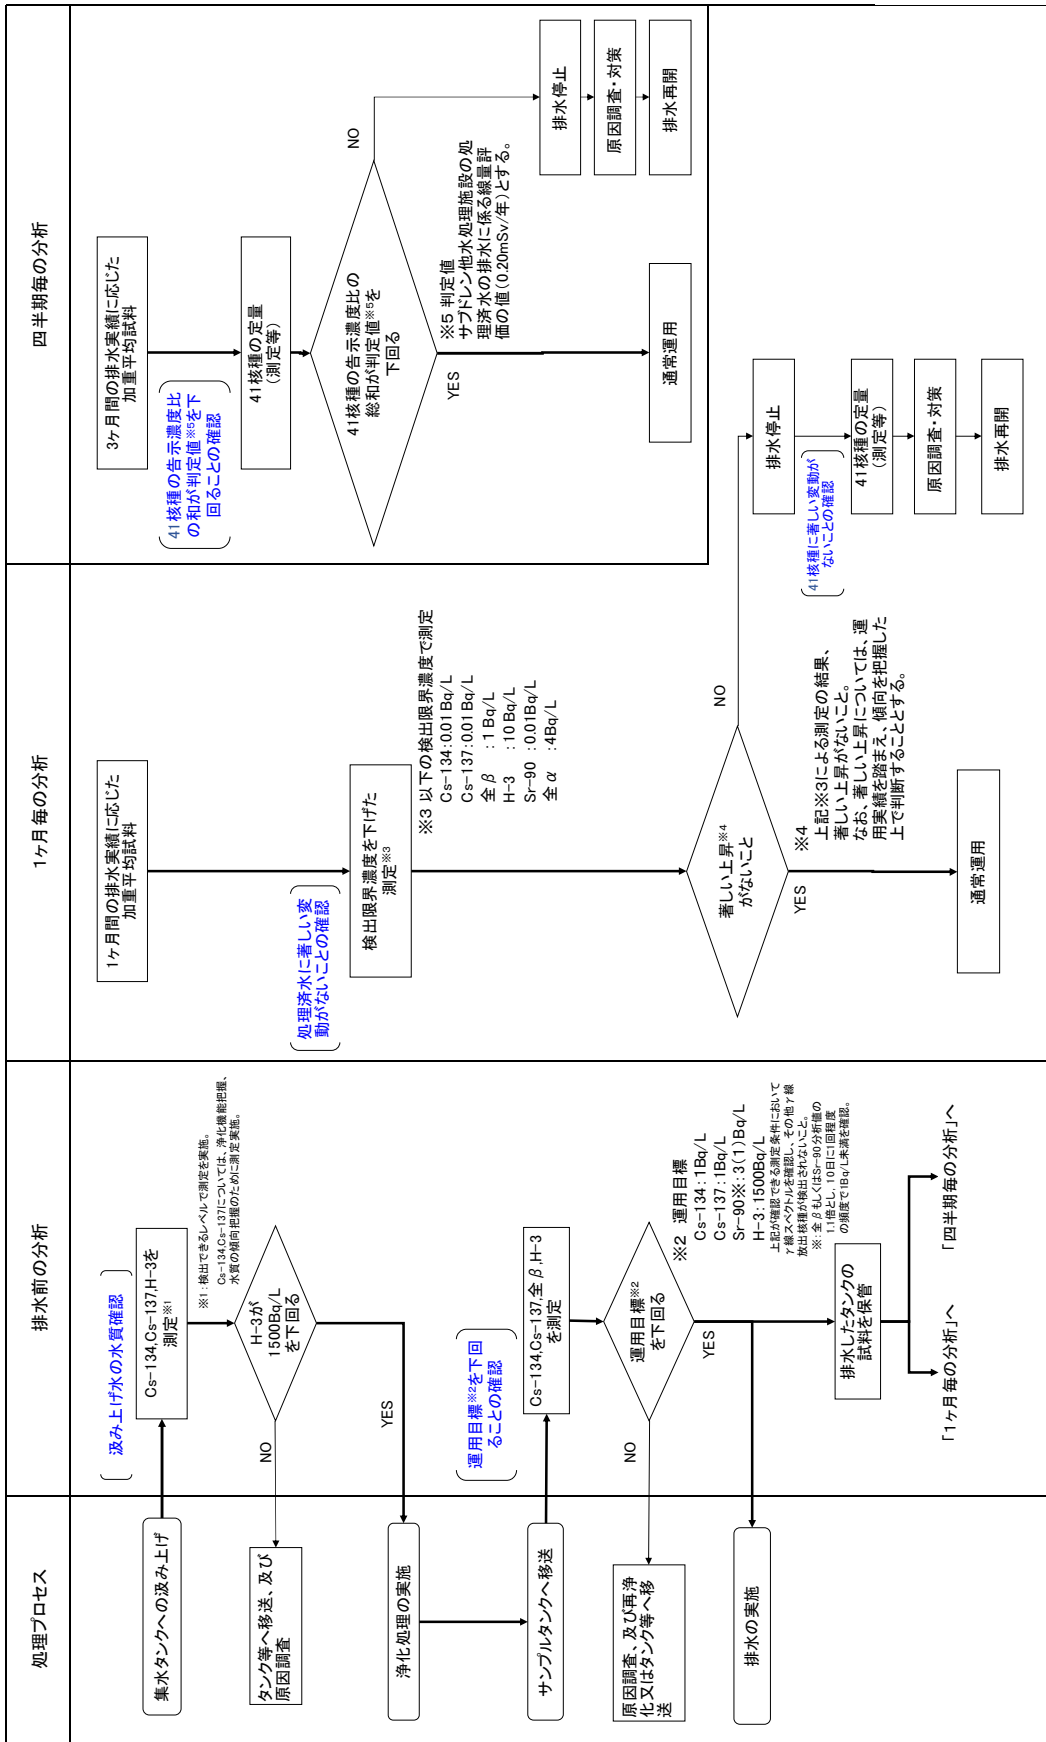 処理プロセス
集水タンクへの汲み上げ
タンク等へ移送、及び
原因調査
浄化処理の実施
サンプルタンクへ移送
原因調査、及び再浄
化又はタンク等へ移
送
排水の実施
排水前の分析
汲み上げ水の水質確認
Cs-134,Cs-137,H-3を
測定※1
※1:検出できるレベルで測定を実施。
Cs-134,Cs-137については、浄化機能把握、
水質の傾向把握のために測定実施。
H-3が
1500Bq/L
を下回る
NO
YES
運用目標※2を下回
ることの確認
Cs-134,Cs-137,全β,H-3
を測定
運用目標※2
を下回る
NO
YES
※2 運用目標
Cs-134:1Bq/L
Cs-137:1Bq/L
Sr-90※:3(1)Bq/L
H-3:1500Bq/L
上記が確認できる測定条件において
γ線スペクトルを確認し、その他γ線
放出核種が検出されないこと。
※:全βもしくはSr-90分析値の
1.1倍とし、10日に1回程度
の頻度で1Bq/L未満を確認。
排水したタンクの
試料を保管
「1ヶ月毎の分析」へ
「四半期毎の分析」へ
1ヶ月毎の分析
1ヶ月間の排水実績に応じた
加重平均試料
処理済水に著しい変
動がないことの確認
検出限界濃度を下げた
測定※3
※3 以下の検出限界濃度で測定
Cs-134:0.01 Bq/L
Cs-137:0.01 Bq/L
全β :1 Bq/L
H-3 :10 Bq/L
Sr-90 :0.01Bq/L
全α :4Bq/L
著しい上昇※4
がないこと
NO
YES
※4
上記※3による測定の結果、
著しい上昇がないこと。
なお、著しい上昇については、運
用実績を踏まえ、傾向を把握した
上で判断することとする。
通常運用
排水停止
41核種に著しい変動が
ないことの確認
41核種の定量
(測定等)
原因調査・対策
排水再開
四半期毎の分析
3ヶ月間の排水実績に応じた
加重平均試料
41核種の告示濃度比
の和が判定値※5を下
回ることの確認
41核種の定量
(測定等)
41核種の告示濃度比の
総和が判定値※5を
下回る
NO
YES
※5 判定値
サブドレン他水処理施設の処
理済水の排水に係る線量評
価の値(0.20mSv/年)とする。
通常運用
排水停止
原因調査・対策
排水再開